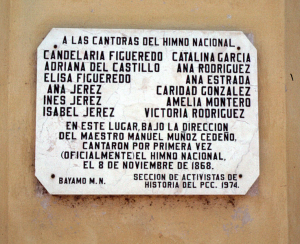 A LAS CANTORAS DEL HIMNO NACIONAL
CANDELARIA FIGUEREDO CATALINA GARCIA
ADRIANA DEL CASTILLO ANA RODRIGUEZ
ELISA FIGUEREDO ANA ESTRADA
ANA JEREZ CARIDAD GONZALEZ
INES JEREZ AMELIA MONTERO
ISABEL JEREZ VICTORIA RODRIGUEZ
EN ESTE LUGAR, BAJO LA DIRECCION
DEL MAESTRO MANUEL MUÑOZ CEDEÑO,
CANTARON POR PRIMERA VEZ
(OFICIALMENTE) EL HIMNO NACIONAL,
EL 8 DE NOVIEMBRE DE 1868.
BAYAMO M.N. SECCION DE ACTIVISTAS DE
HISTORIA DEL PCC. 1974.